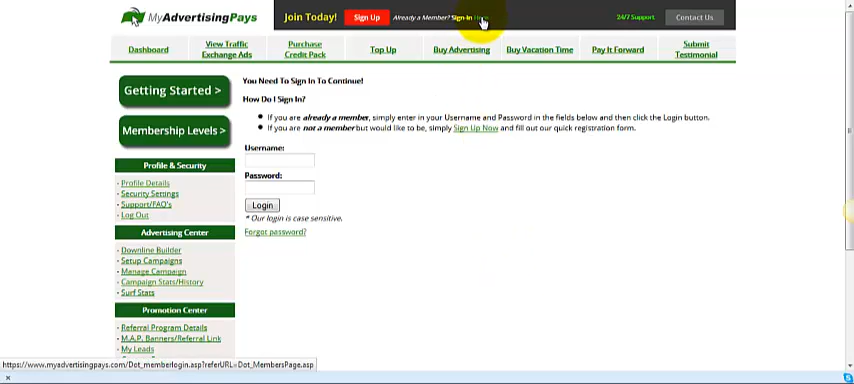 MyAdvertisingPays
Join Today! Sign Up Already a Member? Sign-In
24/7 Support Contact Us
Dashboard
View Traffic
Exchange Ads
Purchase
Credit Pack
Top Up
Buy Advertising
Buy Vacation Time
Pay It Forward
Submit
Testimonial
Getting Started >
Membership Levels >
Profile & Security
Profile Details
Security Settings
Support/FAQ's
Log Out
Advertising Center
Downline Builder
Setup Campaigns
Manage Campaign
Campaign Stats/History
Surf Stats
Promotion Center
Referral Program Details
M.A.P. Banners/Referral Link
My Leads
You Need To Sign In To Continue!
How Do I Sign In?
If you are already a member, simply enter in your Username and Password in the fields below and then click the Login button.
If you are not a member but would like to be, simply Sign Up Now and fill out our quick registration form.
Username:
Password:
Login
* Our login is case sensitive.
Forgot password?
https://www.myadvertisingpays.com/Dot_memberlogin.asp?referURL=Dot_MembersPage.asp